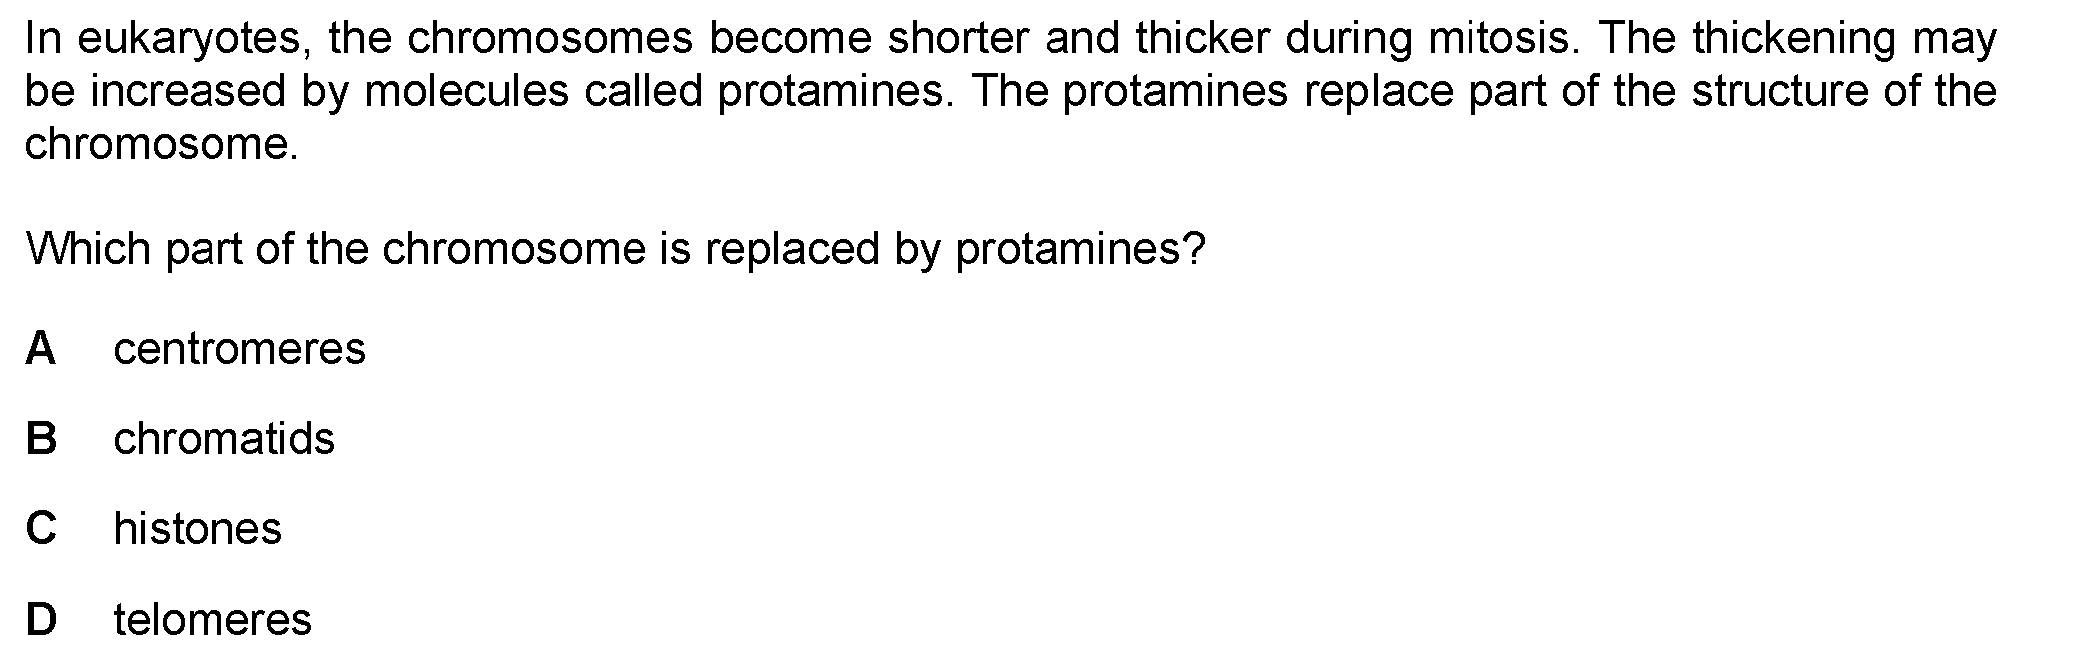 In eukaryotes, the chromosomes become shorter and thicker during mitosis. The thickening may
be increased by molecules called protamines. The protamines replace part of the structure of the
chromosome.
Which part of the chromosome is replaced by protamines?
A centromeres
B chromatids
C histones
D telomeres